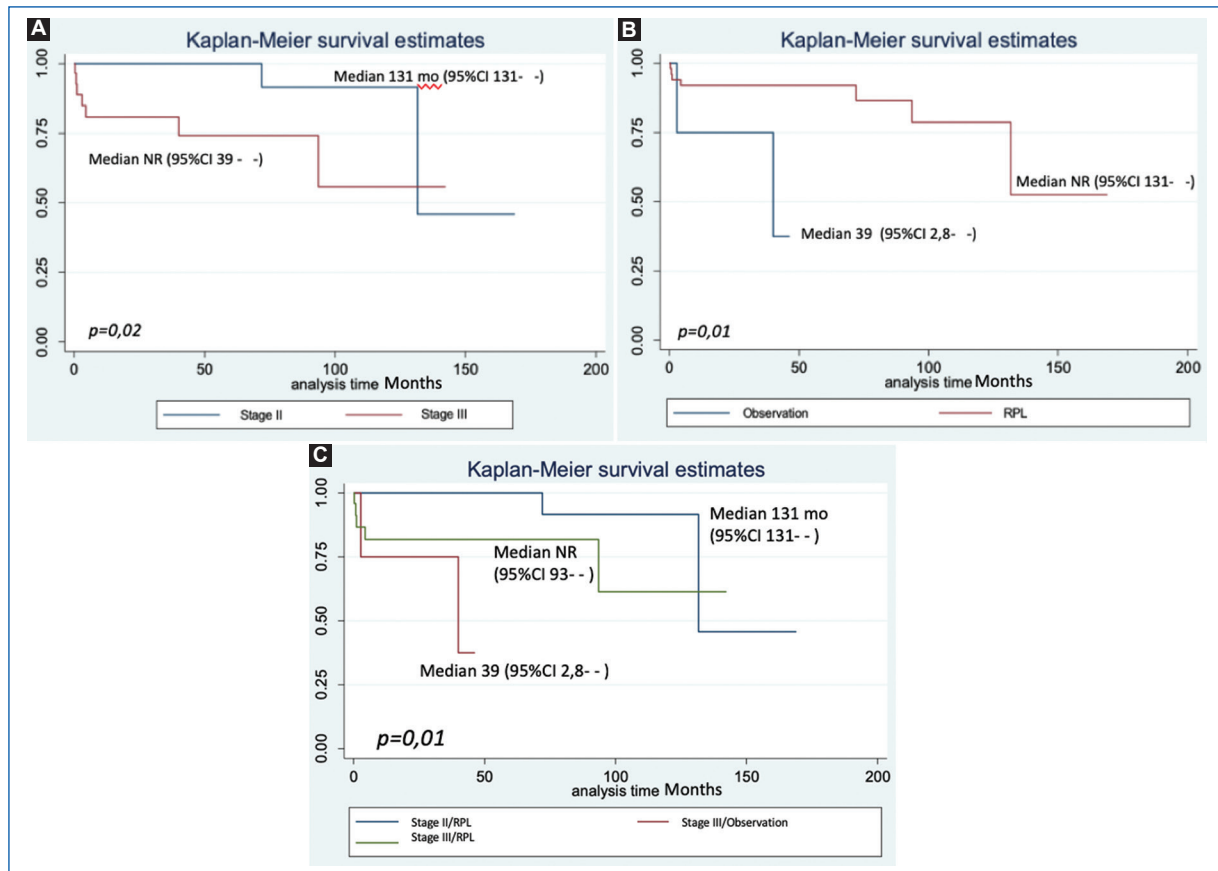 A
Kaplan-Meier survival estimates
1.00
0.75
0.50
0.25
0.00
Median 131 mo (95%CI 131- -)
Median NR (95%CI 39 - -)
p=0,02
0 50 100 150 200
analysis time Months
Stage II Stage III
B
Kaplan-Meier survival estimates
1.00
0.75
0.50
0.25
0.00
Median NR (95%CI 131- -)
Median 39 (95%CI 2,8- -)
p=0,01
0 50 100 150 200
analysis time Months
Observation RPL
C
Kaplan-Meier survival estimates
1.00
0.75
0.50
0.25
0.00
Median 131 mo
(95%CI 131- - )
Median NR
(95%CI 93- - )
Median 39 (95%CI 2,8- - )
p=0,01
0 50 100 150 200
analysis time Months
Stage II/RPL Stage III/Observation
Stage III/RPL